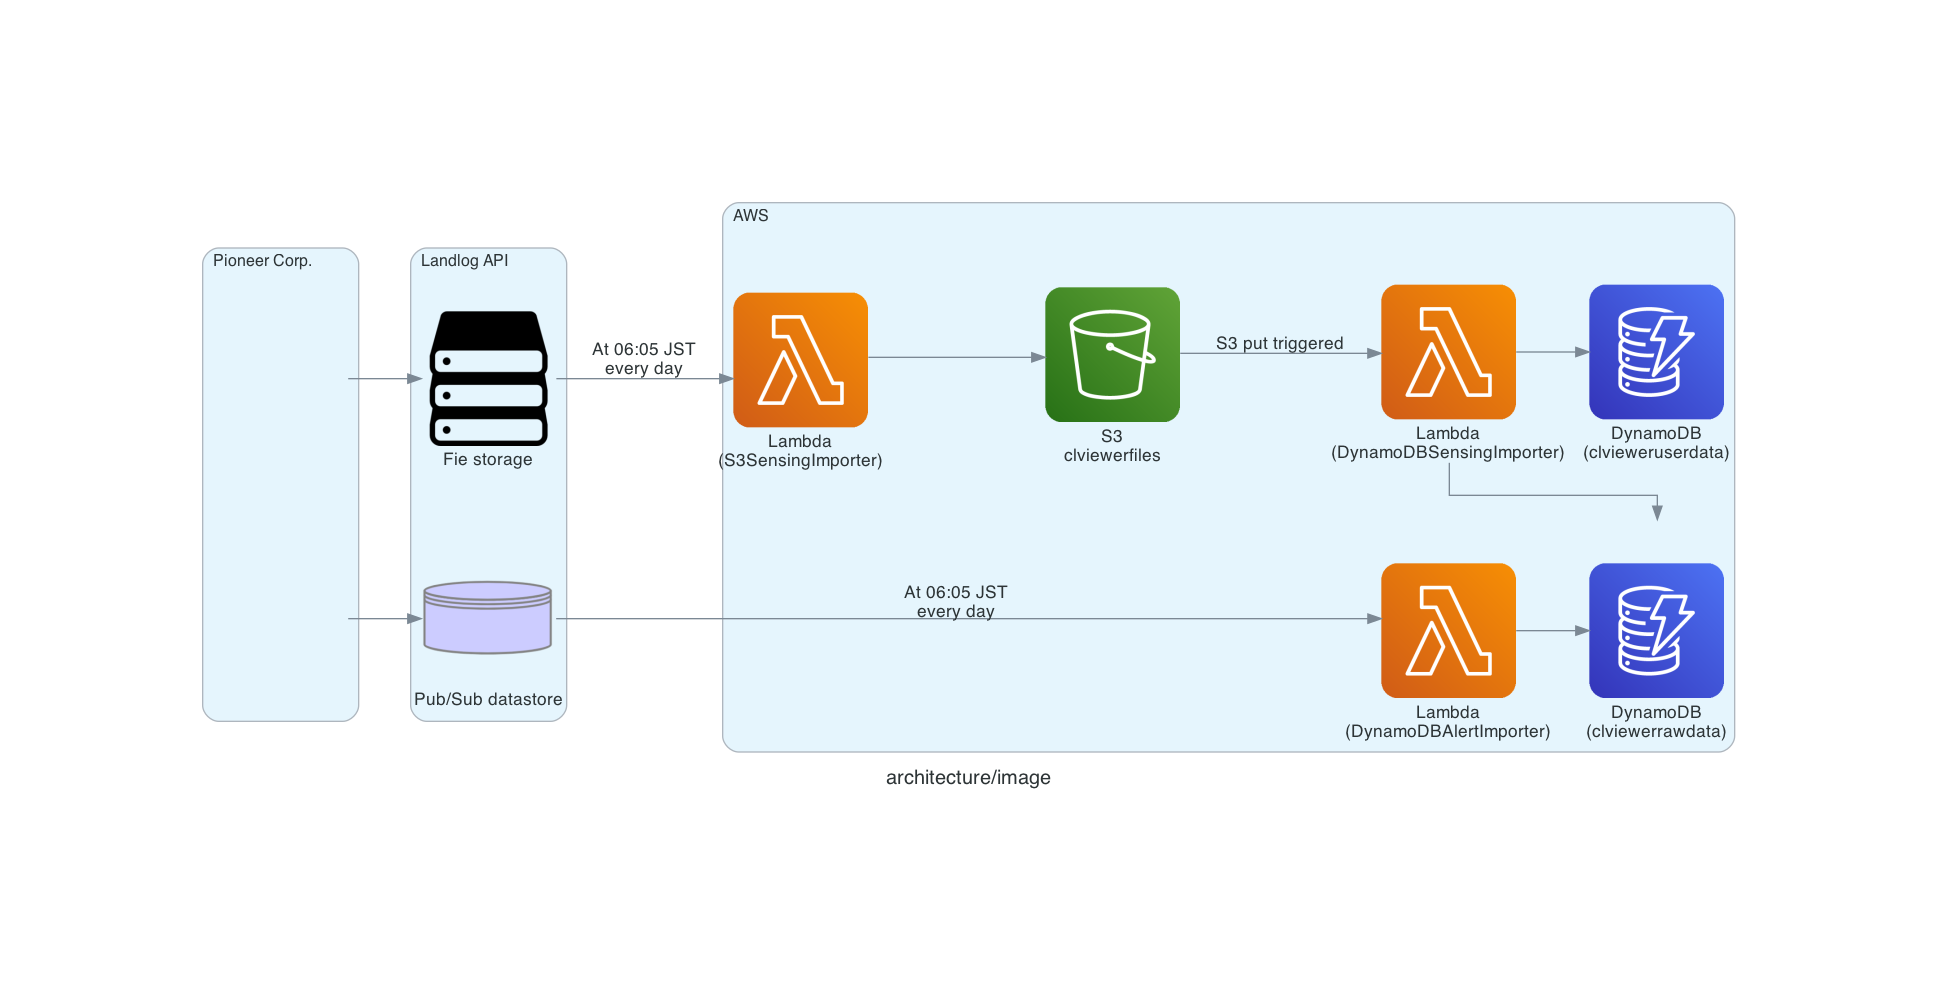 AWS
Pioneer Corp.
Landlog API
At 06:05 JST
every day
S3 put triggered
Fie storage
Lambda
(S3SensingImporter)
S3
clviewerfiles
Lambda
(DynamoDBSensingImporter)
DynamoDB
(clvieweruserdata)
At 06:05 JST
every day
Pub/Sub datastore
Lambda
(DynamoDBAlertImporter)
DynamoDB
(clviewerrawdata)
architecture/image